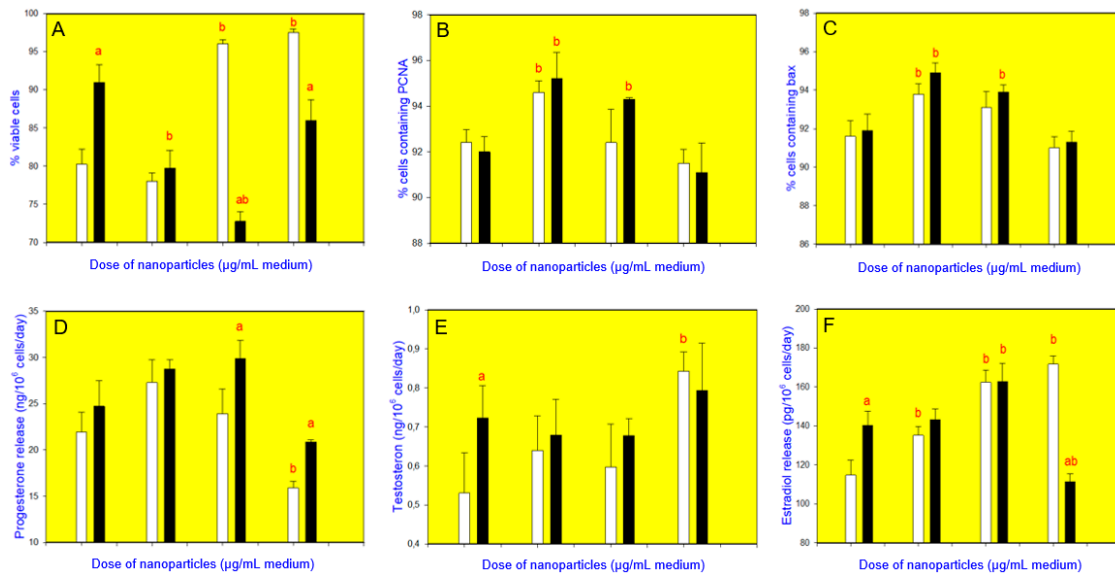 A
% viable cells
100
95
90
85
80
75
70
a
b
b
ab
b
a
Dose of nanoparticles (µg/mL medium)
B
% cells containing PCNA
98
96
94
92
90
88
b
b
b
Dose of nanoparticles (µg/mL medium)
C
% cells containing bax
98
96
94
92
90
88
86
b
b
b
Dose of nanoparticles (µg/mL medium)
D
Progesterone release (ng/10⁶ cells/day)
35
30
25
20
15
10
a
b
a
Dose of nanoparticles (µg/mL medium)
E
Testosteron (ng/10⁶ cells/day)
1,0
0,9
0,8
0,7
0,6
0,5
0,4
a
b
Dose of nanoparticles (µg/mL medium)
F
Estradiol release (pg/10⁶ cells/day)
200
180
160
140
120
100
80
a
b
b
b
b
ab
Dose of nanoparticles (µg/mL medium)